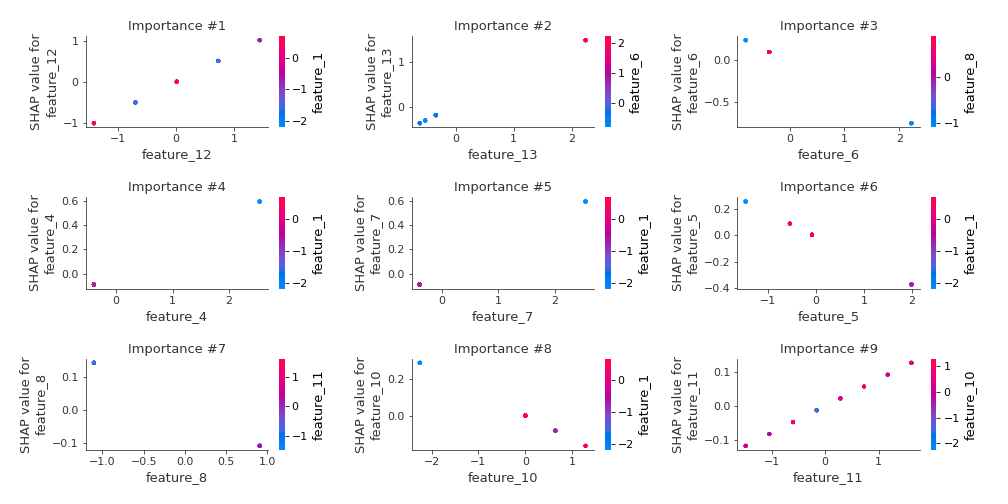 Importance #1
SHAP value for
feature_12
1
0
−1
−1
0
1
feature_12
0
−1
−2
feature_1
Importance #2
SHAP value for
feature_13
1
0
0
1
2
feature_13
2
1
0
feature_6
Importance #3
SHAP value for
feature_6
0.0
−0.5
0
1
2
feature_6
0
−1
feature_8
Importance #4
SHAP value for
feature_4
0.6
0.4
0.2
0.0
0
1
2
feature_4
0
−1
−2
feature_1
Importance #5
SHAP value for
feature_7
0.6
0.4
0.2
0.0
0
1
2
feature_7
0
−1
−2
feature_1
Importance #6
SHAP value for
feature_5
0.2
0.0
−0.2
−0.4
−1
0
1
2
feature_5
0
−1
−2
feature_1
Importance #7
SHAP value for
feature_8
0.1
0.0
−0.1
−1.0
−0.5
0.0
0.5
1.0
feature_8
1
0
−1
feature_11
Importance #8
SHAP value for
feature_10
0.2
0.0
−2
−1
0
1
feature_10
0
−1
−2
feature_1
Importance #9
SHAP value for
feature_11
0.1
0.0
−0.1
−1
0
1
feature_11
1
0
−1
−2
feature_10